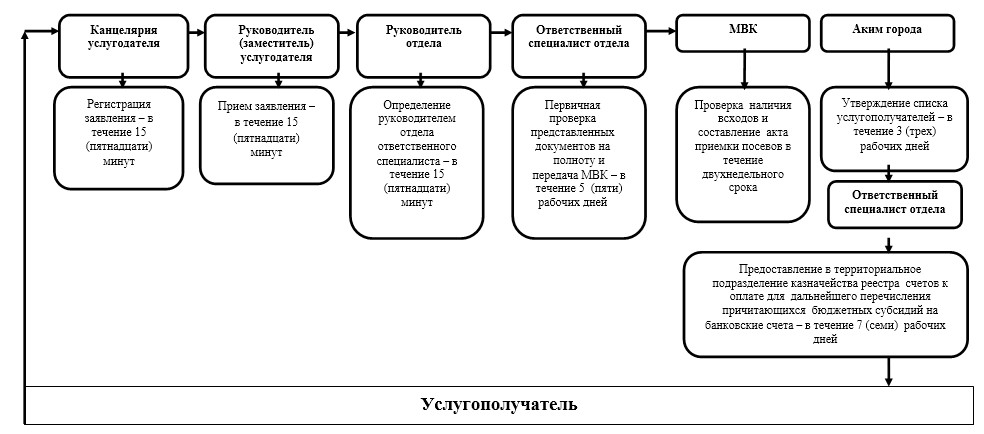 Канцелярия
услугодателя
Регистрация
заявления – в
течение 15
(пятнадцати)
минут
Руководитель
(заместитель)
услугодателя
Прием заявления –
в течение 15
(пятнадцати)
минут
Руководитель
отдела
Определение
руководителем
отдела
ответственного
специалиста – в
течение 15
(пятнадцати)
минут
Ответственный
специалист отдела
Первичная
проверка
представленных
документов на
полноту и
передача МВК – в
течение 5 (пяти)
рабочих дней
МВК
Проверка наличия
всходов и
составление акта
приемки посевов в
течение
двухнедельного
срока
Аким города
Утверждение списка
услугополучателей – в
течение 3 (трех)
рабочих дней
Ответственный
специалист отдела
Предоставление в территориальное
подразделение казначейства реестра счетов к
оплате для дальнейшего перечисления
причитающихся бюджетных субсидий на
банковские счета – в течение 7 (семи) рабочих
дней
Услугополучатель